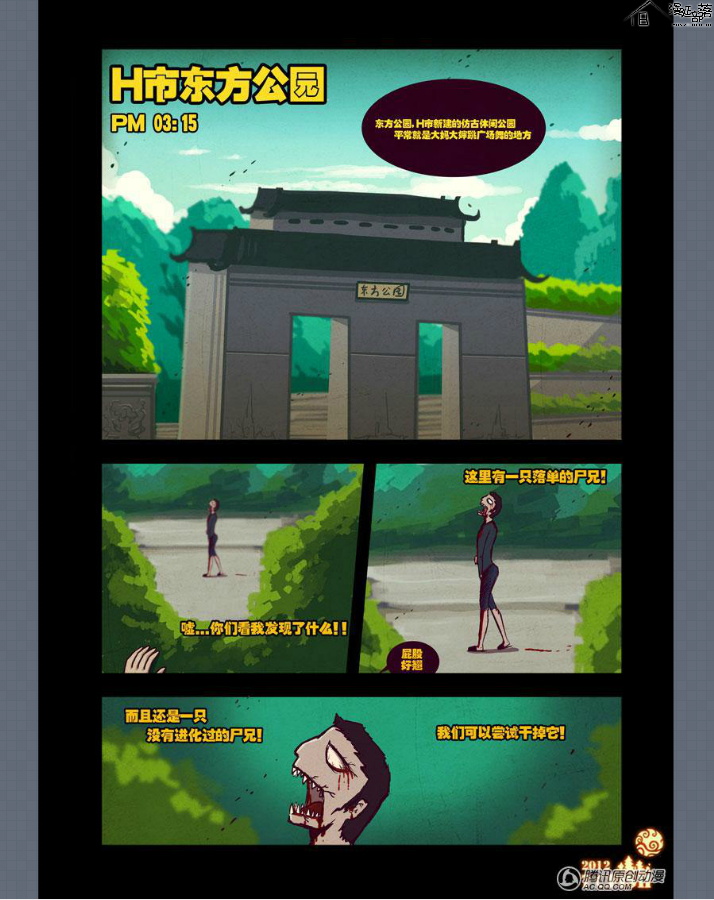 H市东方公园
PM 03:15
东方公园,H市新建的仿古休闲公园
平常就是大妈大婶跳广场舞的地方
东方公园
嘘...你们看我发现了什么!!
这里有一只落单的尸兄!
屁股
好翘
而且还是一只
没有进化过的尸兄!
我们可以尝试干掉它!
2012
腾讯原创动漫
AC.QQ.COM